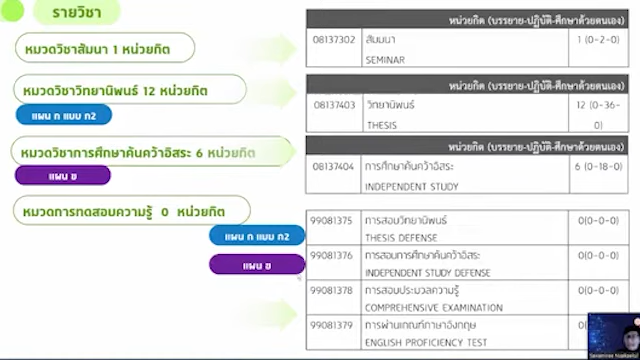 รายวิชา
หมวดวิชาสัมนา 1 หน่วยกิต
หมวดวิชาวิทยานิพนธ์ 12 หน่วยกิต
แผน ก แบบ ก2
หมวดวิชาการศึกษาค้นคว้าอิสระ 6 หน่วยกิต
แผน ข
หมวดการทดสอบความรู้ 0 หน่วยกิต
แผน ก แบบ ก2
แผน ข
หน่วยกิต (บรรยาย-ปฏิบัติ-ศึกษาด้วยตนเอง)
08137302 สัมมนา 1 (0-2-0)
SEMINAR
หน่วยกิต (บรรยาย-ปฏิบัติ-ศึกษาด้วยตนเอง)
08137403 วิทยานิพนธ์ 12 (0-36-
THESIS 0)
หน่วยกิต (บรรยาย-ปฏิบัติ-ศึกษาด้วยตนเอง)
08137404 การศึกษาค้นคว้าอิสระ 6 (0-18-0)
INDEPENDENT STUDY
99081375 การสอบวิทยานิพนธ์ 0(0-0-0)
THESIS DEFENSE
99081376 การสอบการศึกษาค้นคว้าอิสระ 0(0-0-0)
INDEPENDENT STUDY DEFENSE
99081378 การสอบประมวลความรู้ 0(0-0-0)
COMPREHENSIVE EXAMINATION
99081379 การผ่านเกณฑ์ภาษาอังกฤษ
ENGLISH PROFICIENCY TEST